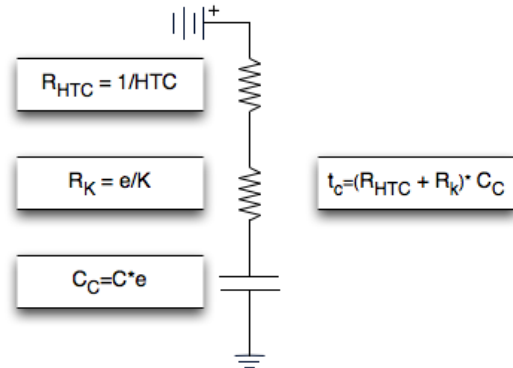 +
R_HTC = 1/HTC
R_K = e/K
t_c=(R_HTC + R_k)* C_C
C_C=C*e